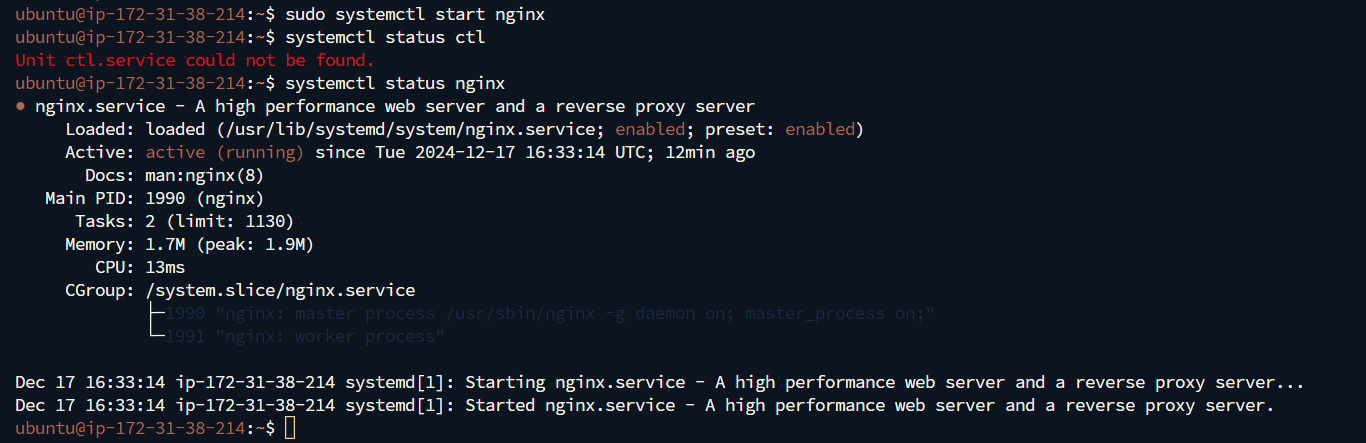 ubuntu@ip-172-31-38-214:~$ sudo systemctl start nginx
ubuntu@ip-172-31-38-214:~$ systemctl status ctl
Unit ctl.service could not be found.
ubuntu@ip-172-31-38-214:~$ systemctl status nginx
● nginx.service - A high performance web server and a reverse proxy server
Loaded: loaded (/usr/lib/systemd/system/nginx.service; enabled; preset: enabled)
Active: active (running) since Tue 2024-12-17 16:33:14 UTC; 12min ago
Docs: man:nginx(8)
Main PID: 1990 (nginx)
Tasks: 2 (limit: 1130)
Memory: 1.7M (peak: 1.9M)
CPU: 13ms
CGroup: /system.slice/nginx.service
├─1990 "nginx: master process /usr/sbin/nginx -g daemon on; master_process on;"
└─1991 "nginx: worker process"
Dec 17 16:33:14 ip-172-31-38-214 systemd[1]: Starting nginx.service - A high performance web server and a reverse proxy server...
Dec 17 16:33:14 ip-172-31-38-214 systemd[1]: Started nginx.service - A high performance web server and a reverse proxy server.
ubuntu@ip-172-31-38-214:~$